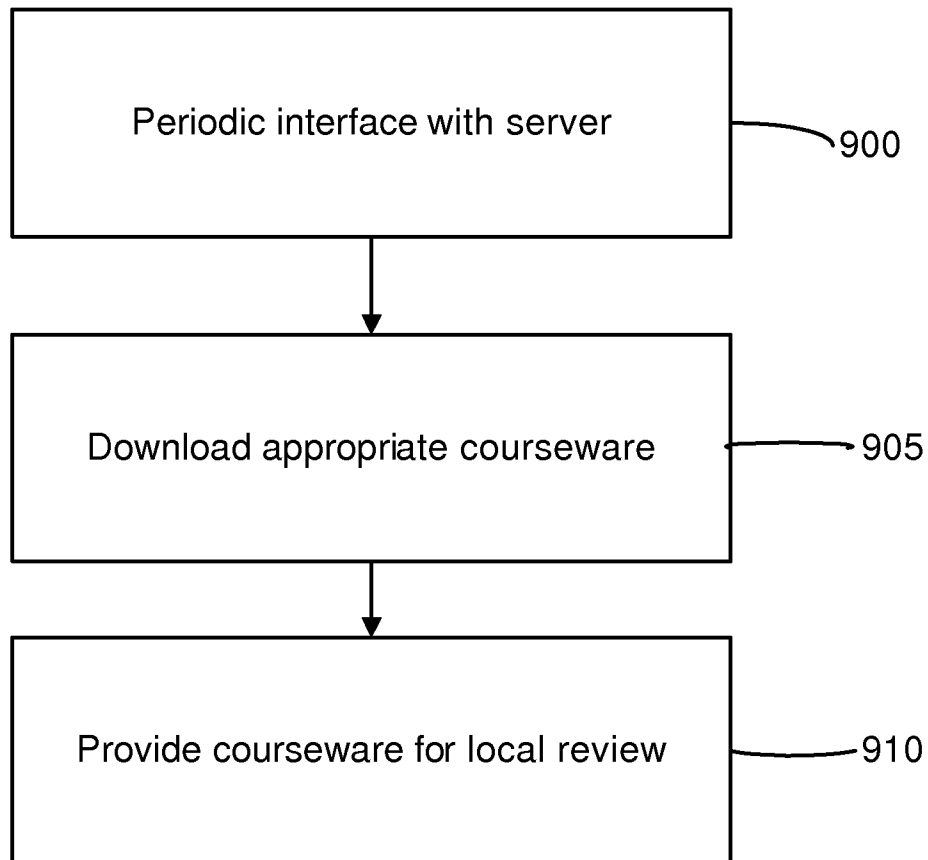 Periodic interface with server
900
Download appropriate courseware
905
Provide courseware for local review
910